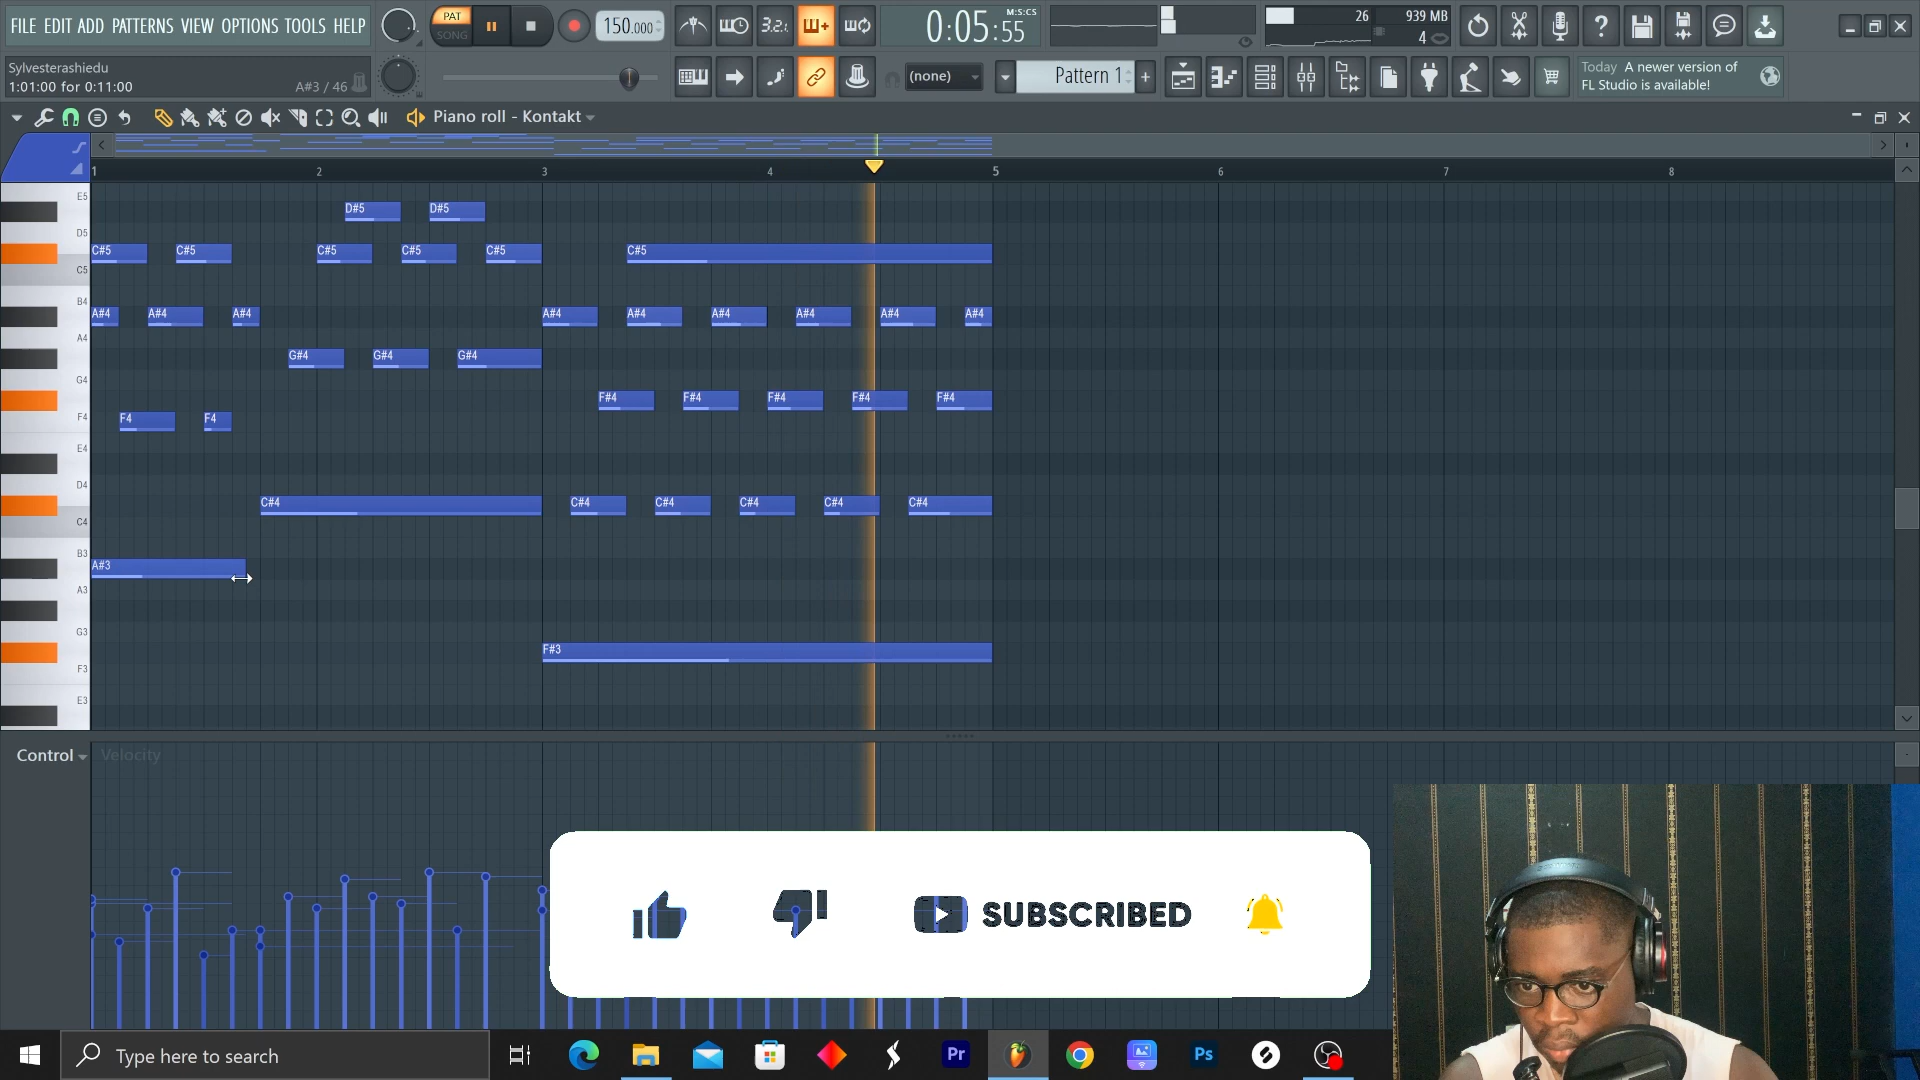 FILE EDIT ADD PATTERNS VIEW OPTIONS TOOLS HELP
PAT
SONG
150.000
3.2.
0:05:55
M:S:CS
26
939 MB
4
Sylvesterashiedu
1:01:00 for 0:11:00
A#3 / 46
(none)
Pattern 1
Today A newer version of
FL Studio is available!
Piano roll - Kontakt
1 2 3 4 5 6 7 8
E5
D#5 D#5
D5
C#5 C#5 C#5 C#5 C#5 C#5
C5
B4
A#4 A#4 A#4 A#4 A#4 A#4 A#4 A#4 A#4
A4
G#4 G#4 G#4
G4
F#4 F#4 F#4 F#4 F#4
F4 F4 F4
E4
D4
C#4 C#4 C#4 C#4 C#4 C#4
C4
B3
A#3
A3
G3
F#3
F3
E3
Control
Velocity
SUBSCRIBED
Type here to search
Pr
Ps